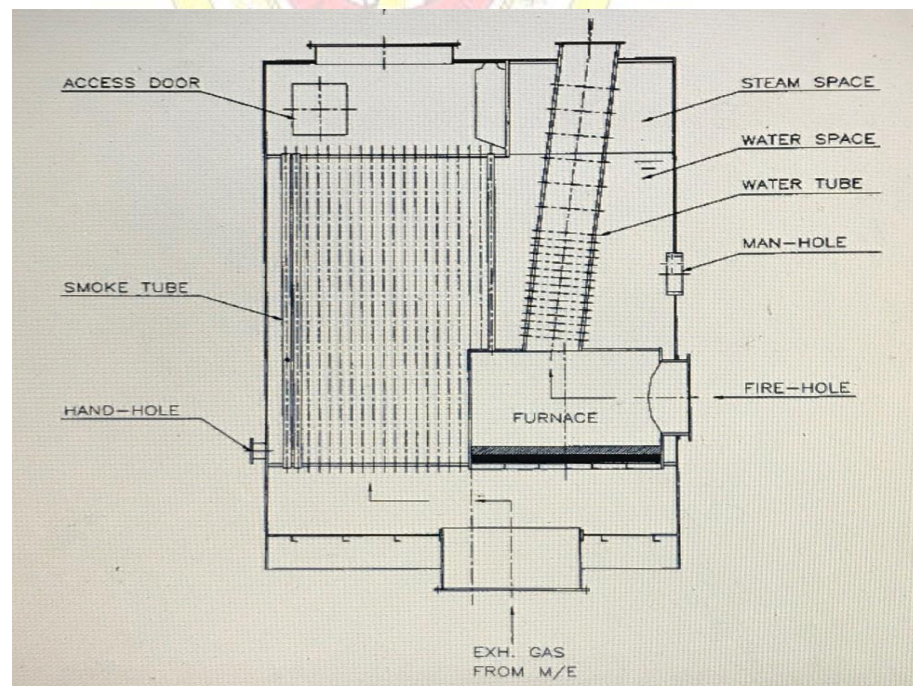 ACCESS DOOR
STEAM SPACE
WATER SPACE
WATER TUBE
MAN-HOLE
SMOKE TUBE
HAND-HOLE
FIRE-HOLE
FURNACE
EXH. GAS
FROM M/E